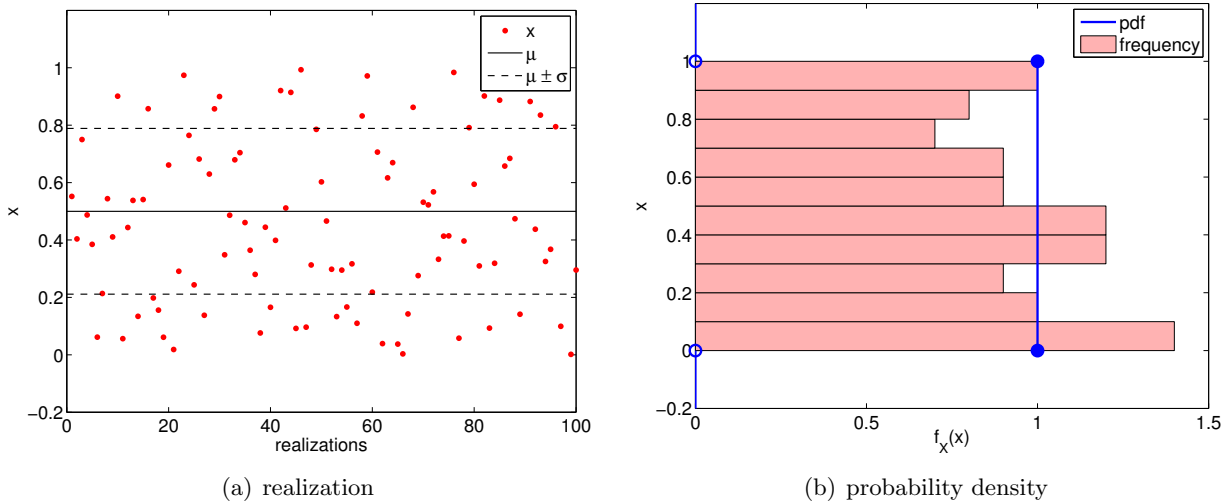 x
μ
μ ± σ
1
0.8
0.6
0.4
0.2
0
−0.2
x
0 20 40 60 80 100
realizations
(a) realization
pdf
frequency
1
0.8
0.6
0.4
0.2
0
−0.2
x
0 0.5 1 1.5
f_X(x)
(b) probability density